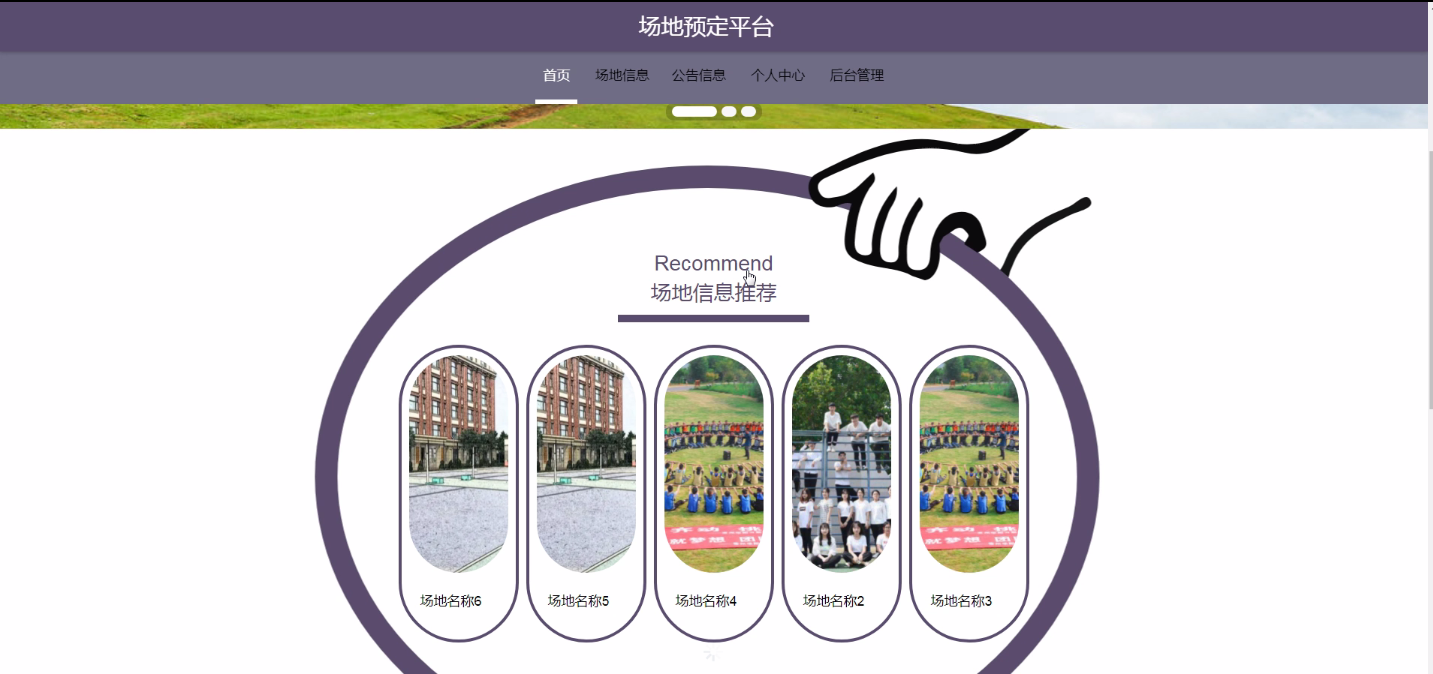 场地预定平台
首页 场地信息 公告信息 个人中心 后台管理
Recommend
场地信息推荐
场地名称6 场地名称5 场地名称4 场地名称2 场地名称3